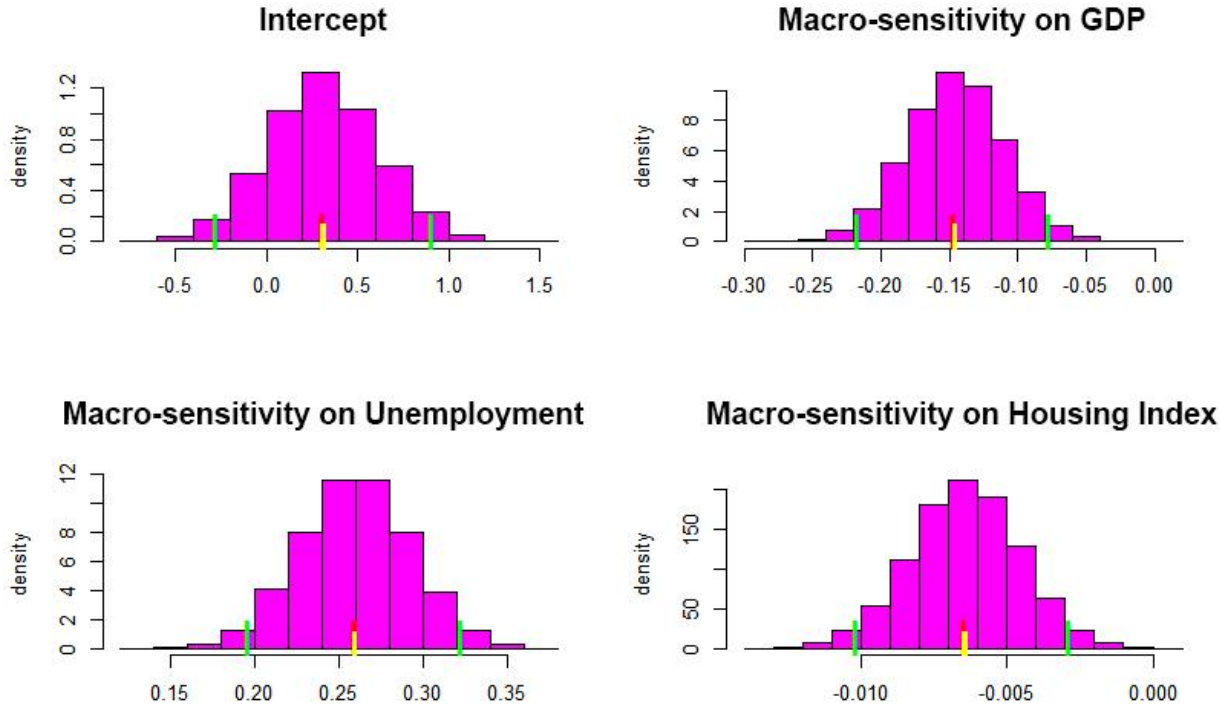 Intercept
density
0.0 0.4 0.8 1.2
-0.5 0.0 0.5 1.0 1.5
Macro-sensitivity on GDP
density
0 2 4 6 8
-0.30 -0.25 -0.20 -0.15 -0.10 -0.05 0.00
Macro-sensitivity on Unemployment
density
0 2 4 6 8 12
0.15 0.20 0.25 0.30 0.35
Macro-sensitivity on Housing Index
density
0 50 150
-0.010 -0.005 0.000